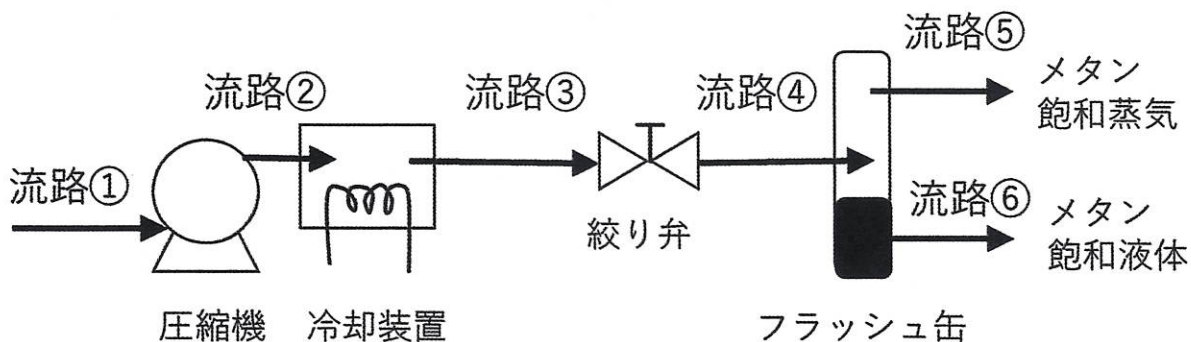 流路①
流路②
流路③
流路④
流路⑤
メタン
飽和蒸気
流路⑥
メタン
飽和液体
絞り弁
圧縮機
冷却装置
フラッシュ缶